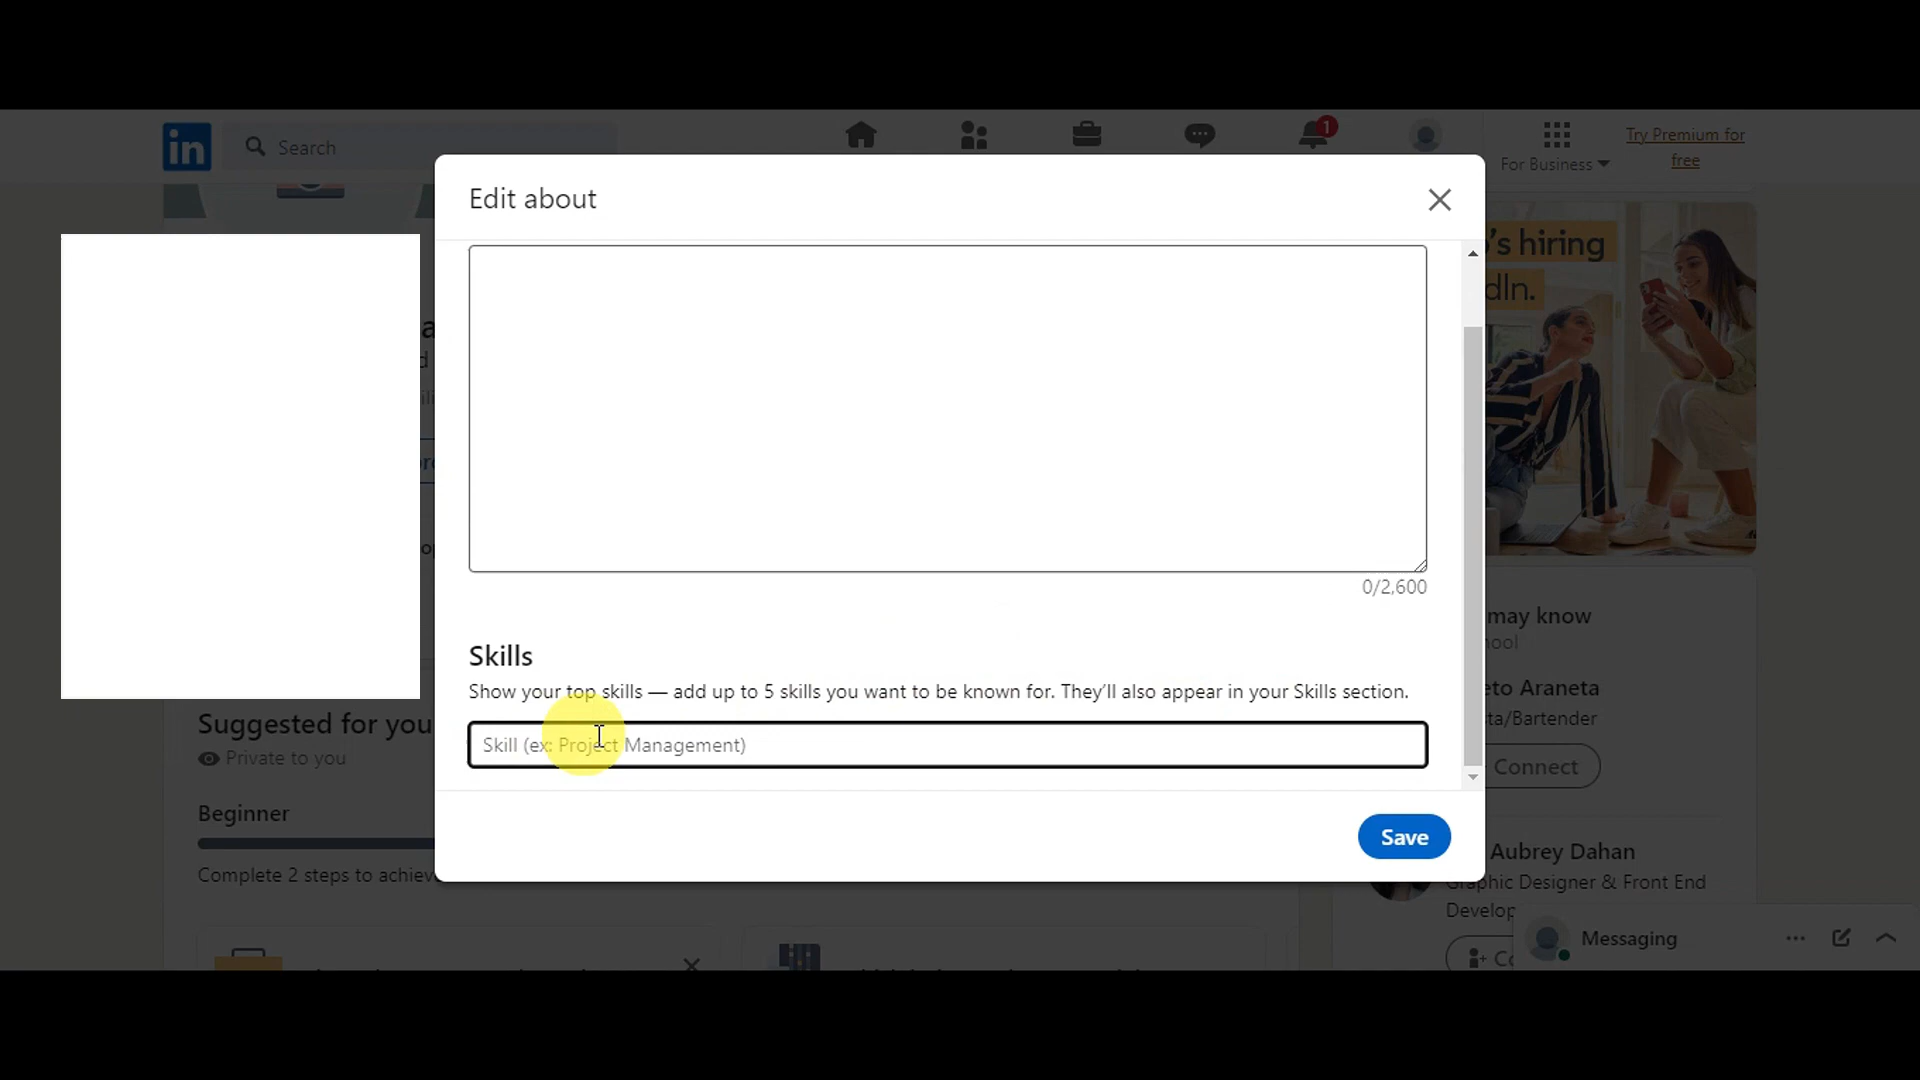 in
Search
1
For Business
Try Premium for
free
Edit about
's hiring
dIn.
0/2,600
Skills
Show your top skills — add up to 5 skills you want to be known for. They'll also appear in your Skills section.
Skill (ex: Project Management)
Save
Suggested for you
Private to you
Beginner
Complete 2 steps to achiev
may know
eto Araneta
ta/Bartender
Connect
Aubrey Dahan
Graphic Designer & Front End
Develop
Messaging